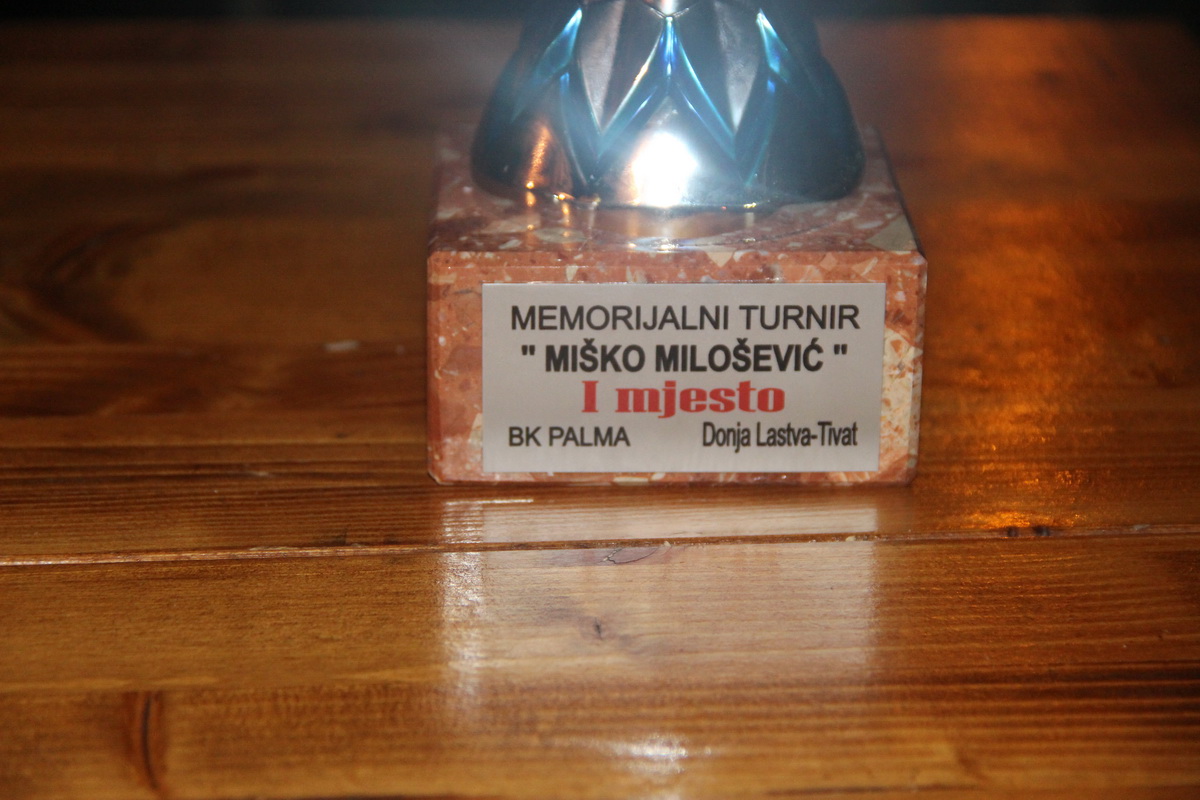 MEMORIJALNI TURNIR
" MIŠKO MILOŠEVIĆ "
I mjesto
BK PALMA Donja Lastva-Tivat